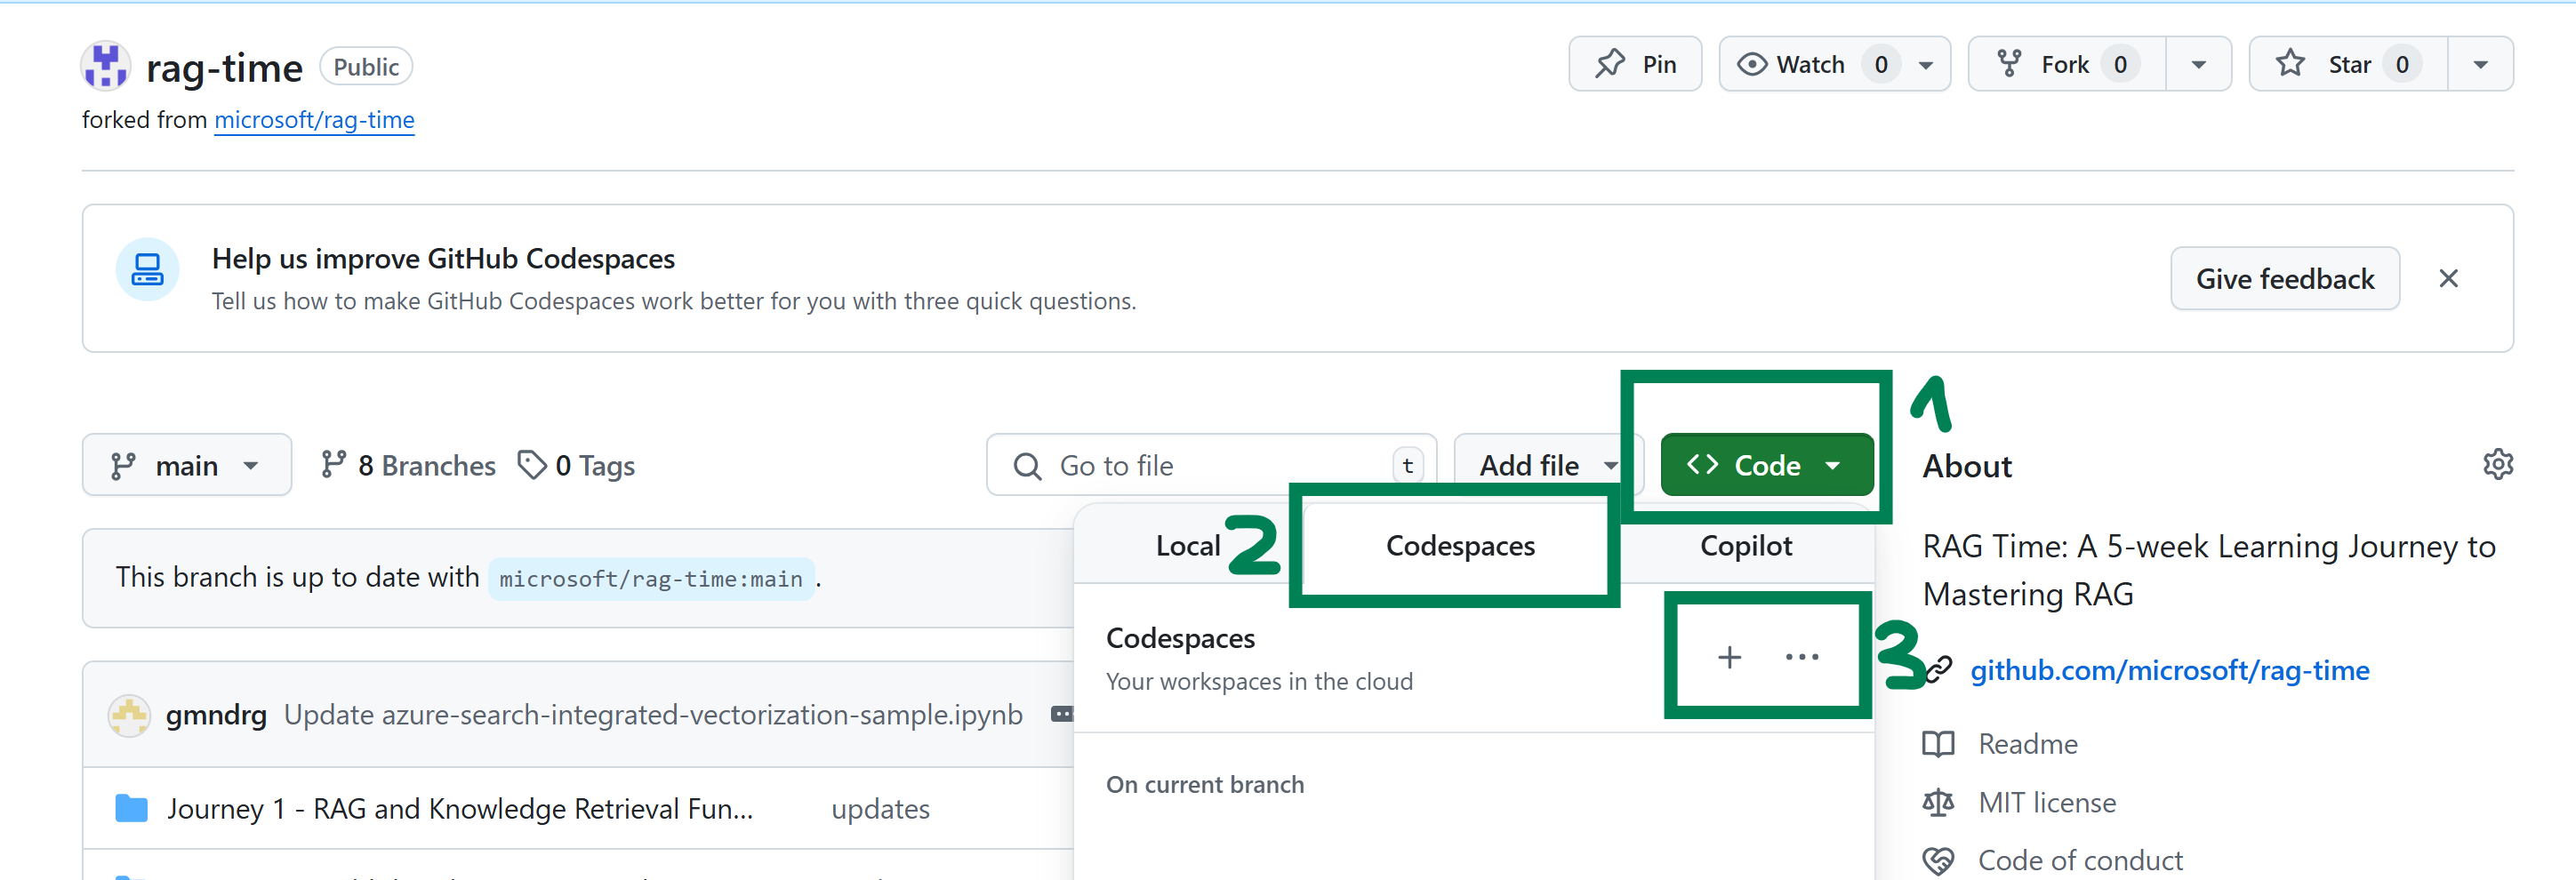 rag-time Public
Pin Watch 0 Fork 0 Star 0
forked from microsoft/rag-time
Help us improve GitHub Codespaces
Tell us how to make GitHub Codespaces work better for you with three quick questions.
Give feedback
1
main 8 Branches 0 Tags
Go to file t
Add file
Code
About
2
Local Codespaces Copilot
This branch is up to date with microsoft/rag-time:main.
RAG Time: A 5-week Learning Journey to
Mastering RAG
Codespaces
Your workspaces in the cloud
3
github.com/microsoft/rag-time
gmndrg Update azure-search-integrated-vectorization-sample.ipynb
Readme
On current branch
Journey 1 - RAG and Knowledge Retrieval Fun... updates
MIT license
Code of conduct